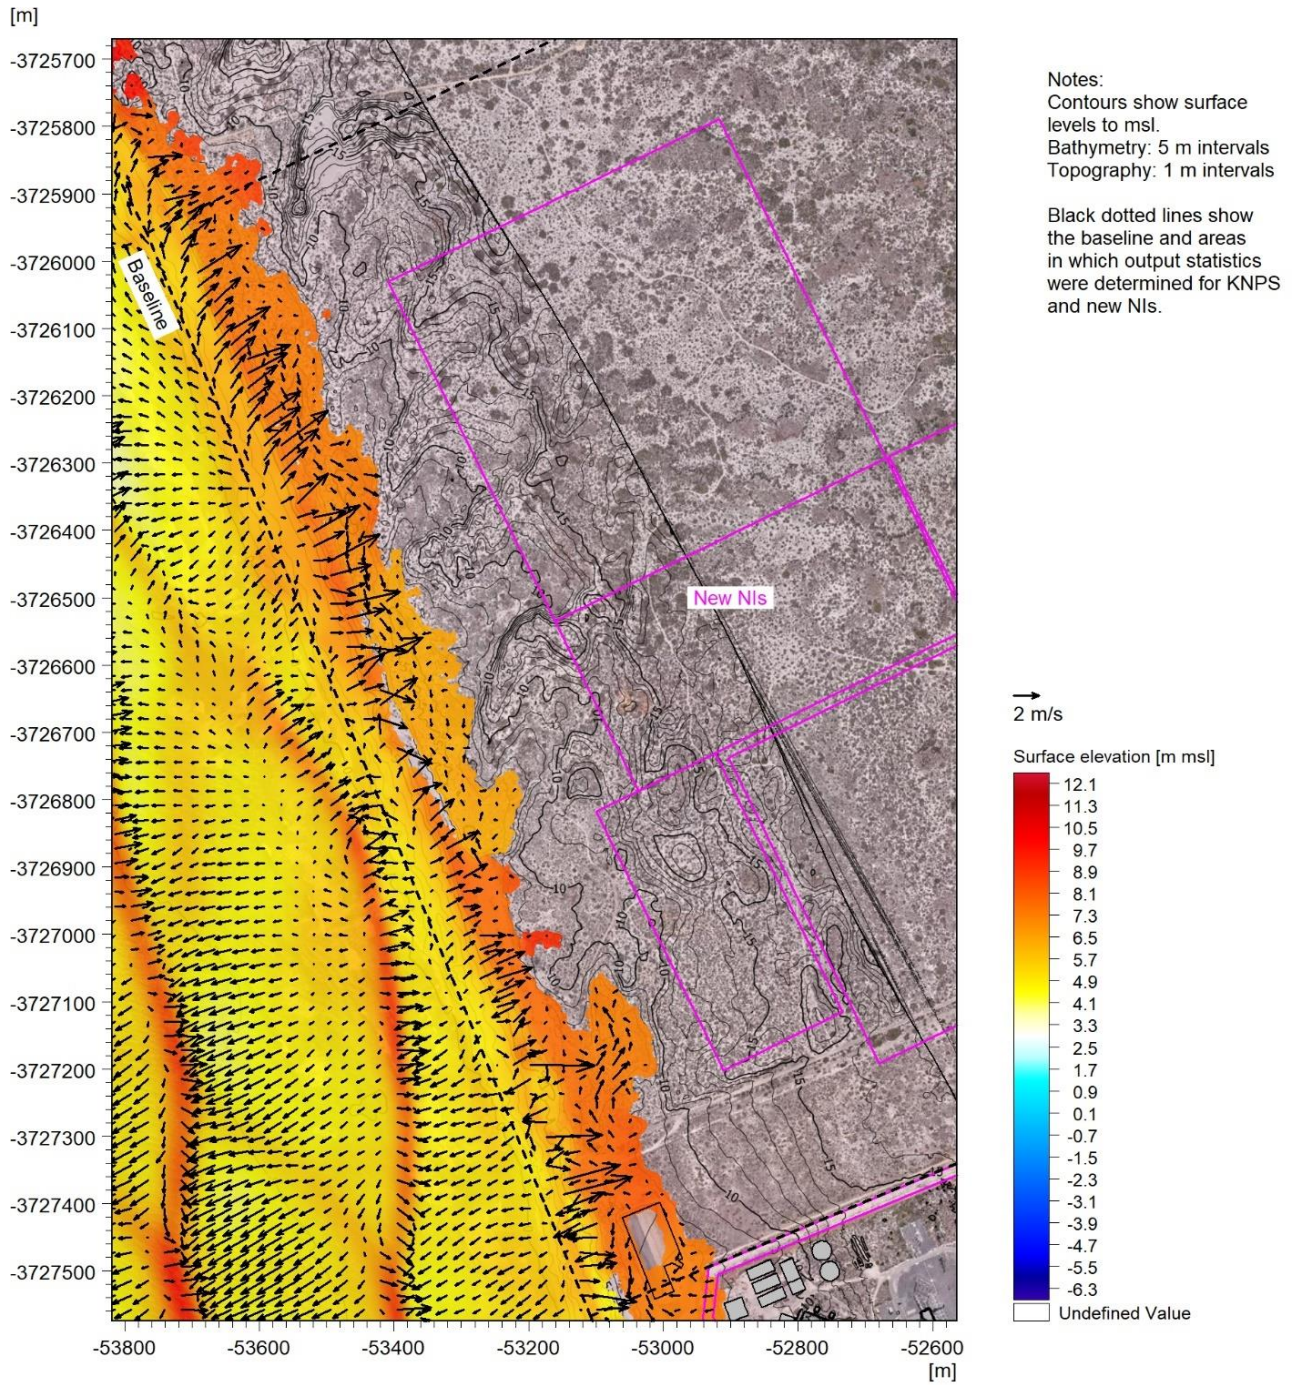 [m]
-3725700
-3725800
-3725900
-3726000
-3726100
-3726200
-3726300
-3726400
-3726500
-3726600
-3726700
-3726800
-3726900
-3727000
-3727100
-3727200
-3727300
-3727400
-3727500
-53800
-53600
-53400
-53200
-53000
-52800
-52600
[m]
Baseline
New NIs
Notes:
Contours show surface
levels to msl.
Bathymetry: 5 m intervals
Topography: 1 m intervals
Black dotted lines show
the baseline and areas
in which output statistics
were determined for KNPS
and new NIs.
2 m/s
Surface elevation [m msl]
12.1
11.3
10.5
9.7
8.9
8.1
7.3
6.5
5.7
4.9
4.1
3.3
2.5
1.7
0.9
0.1
-0.7
-1.5
-2.3
-3.1
-3.9
-4.7
-5.5
-6.3
Undefined Value